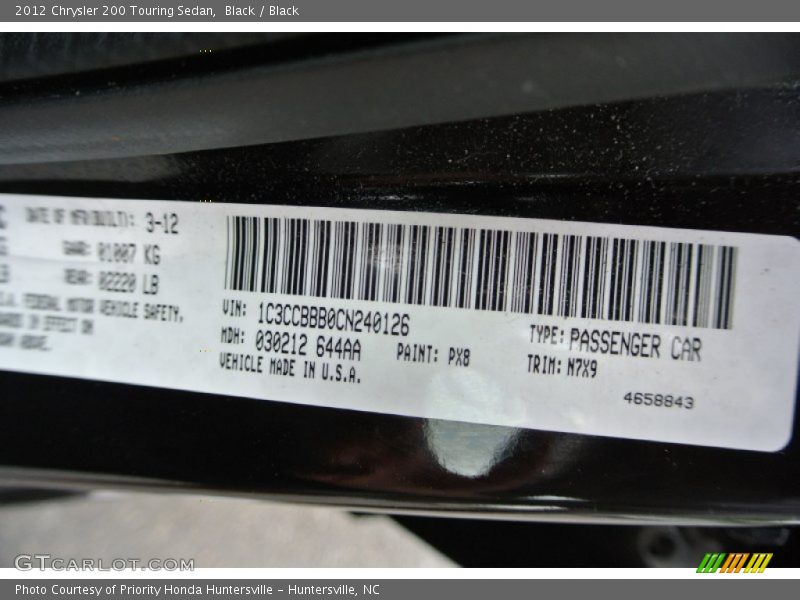 2012 Chrysler 200 Touring Sedan, Black / Black
DATE OF MFR(BUILT): 3-12
GAWR: 01007 KG
REAR: 02220 LB
FEDERAL MOTOR VEHICLE SAFETY,
IN EFFECT ON
VIN: 1C3CCBBB0CN240126
MDH: 030212 644AA
PAINT: PX8
VEHICLE MADE IN U.S.A.
TYPE: PASSENGER CAR
TRIM: N7X9
4658843
GTCARLOT.COM
Photo Courtesy of Priority Honda Huntersville - Huntersville, NC